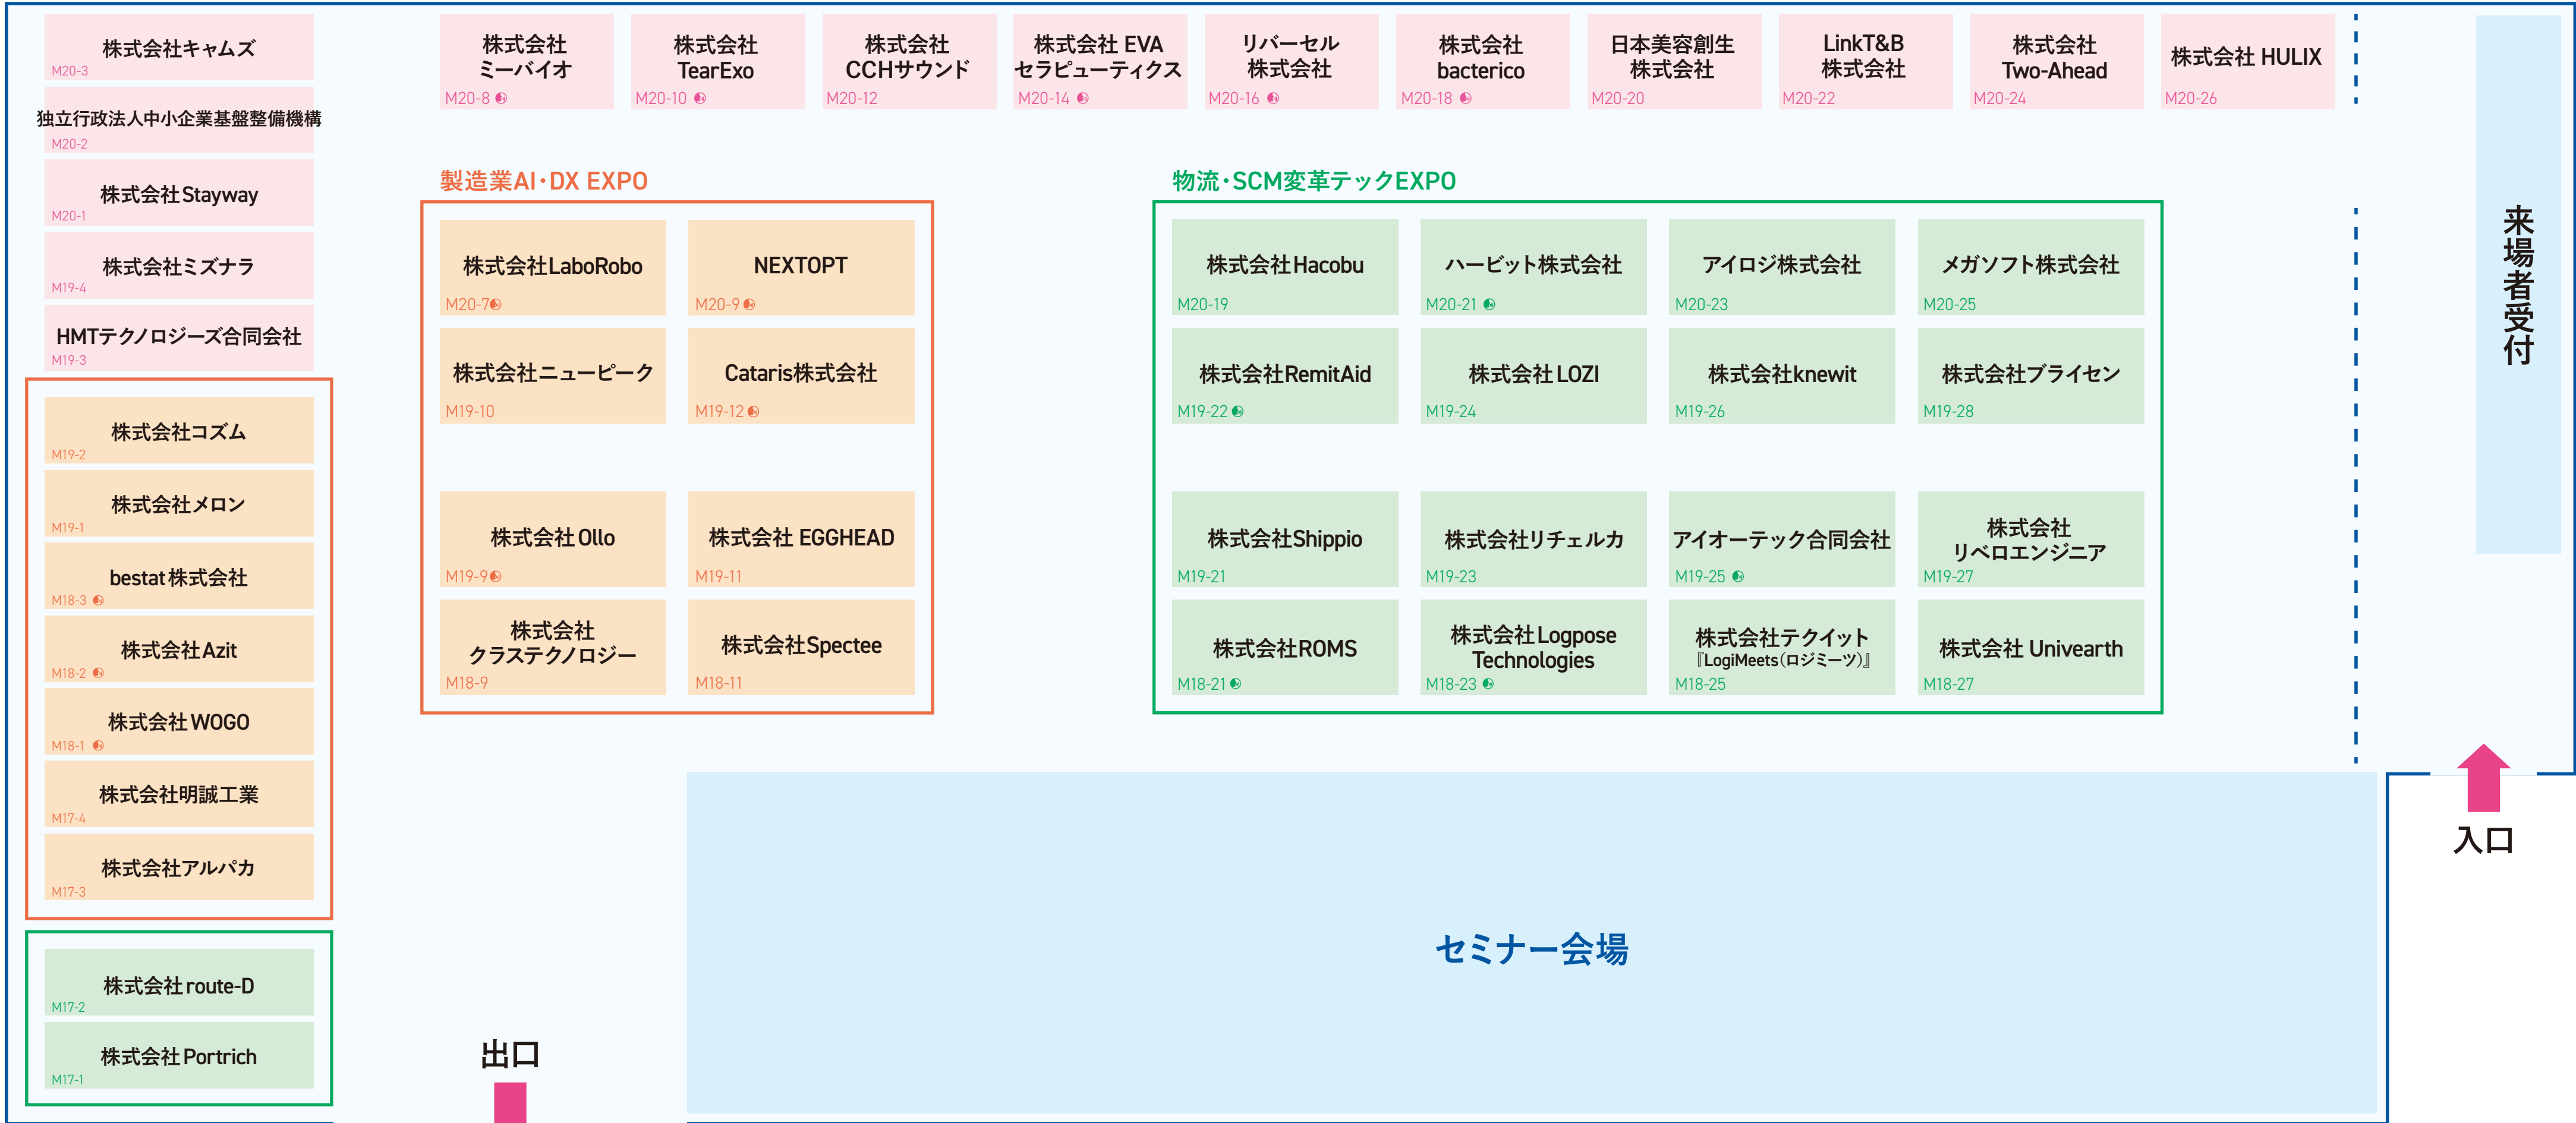 株式会社キャムズ
M20-3
独立行政法人中小企業基盤整備機構
M20-2
株式会社Stayway
M20-1
株式会社ミズナラ
M19-4
HMTテクノロジーズ合同会社
M19-3
株式会社コズム
M19-2
株式会社メロン
M19-1
bestat株式会社
M18-3
株式会社Azit
M18-2
株式会社WOGO
M18-1
株式会社明誠工業
M17-4
株式会社アルパカ
M17-3
株式会社route-D
M17-2
株式会社Portrich
M17-1
株式会社
ミーバイオ
M20-8
株式会社
TearExo
M20-10
株式会社
CCHサウンド
M20-12
株式会社 EVA
セラピューティクス
M20-14
リバーセル
株式会社
M20-16
株式会社
bacterico
M20-18
日本美容創生
株式会社
M20-20
LinkT&B
株式会社
M20-22
株式会社
Two-Ahead
M20-24
株式会社 HULIX
M20-26
製造業AI・DX EXPO
株式会社LaboRobo
M20-7
NEXTOPT
M20-9
株式会社ニューピーク
M19-10
Cataris株式会社
M19-12
株式会社Ollo
M19-9
株式会社 EGGHEAD
M19-11
株式会社
クラステクノロジー
M18-9
株式会社Spectee
M18-11
物流・SCM変革テックEXPO
株式会社Hacobu
M20-19
ハービット株式会社
M20-21
アイロジ株式会社
M20-23
メガソフト株式会社
M20-25
株式会社RemitAid
M19-22
株式会社LOZI
M19-24
株式会社knewit
M19-26
株式会社ブライセン
M19-28
株式会社Shippio
M19-21
株式会社リチェルカ
M19-23
アイオーテック合同会社
M19-25
株式会社
リベロエンジニア
M19-27
株式会社ROMS
M18-21
株式会社Logpose
Technologies
M18-23
株式会社テクイット
『LogiMeets(ロジミーツ)』
M18-25
株式会社 Univearth
M18-27
来場者受付
入口
セミナー会場
出口